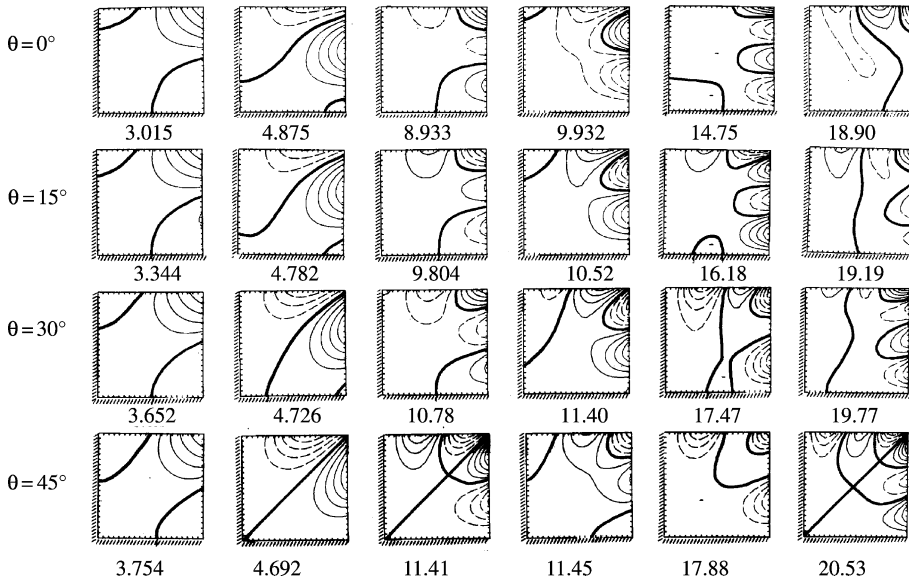 θ = 0°
3.015 4.875 8.933 9.932 14.75 18.90
θ = 15°
3.344 4.782 9.804 10.52 16.18 19.19
θ = 30°
3.652 4.726 10.78 11.40 17.47 19.77
θ = 45°
3.754 4.692 11.41 11.45 17.88 20.53